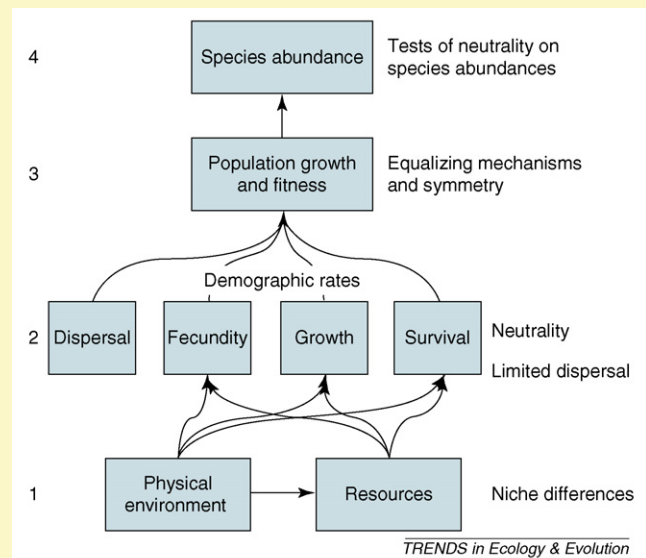 4
Species abundance
Tests of neutrality on
species abundances
3
Population growth
and fitness
Equalizing mechanisms
and symmetry
Demographic rates
2
Dispersal
Fecundity
Growth
Survival
Neutrality
Limited dispersal
1
Physical
environment
Resources
Niche differences
TRENDS in Ecology & Evolution